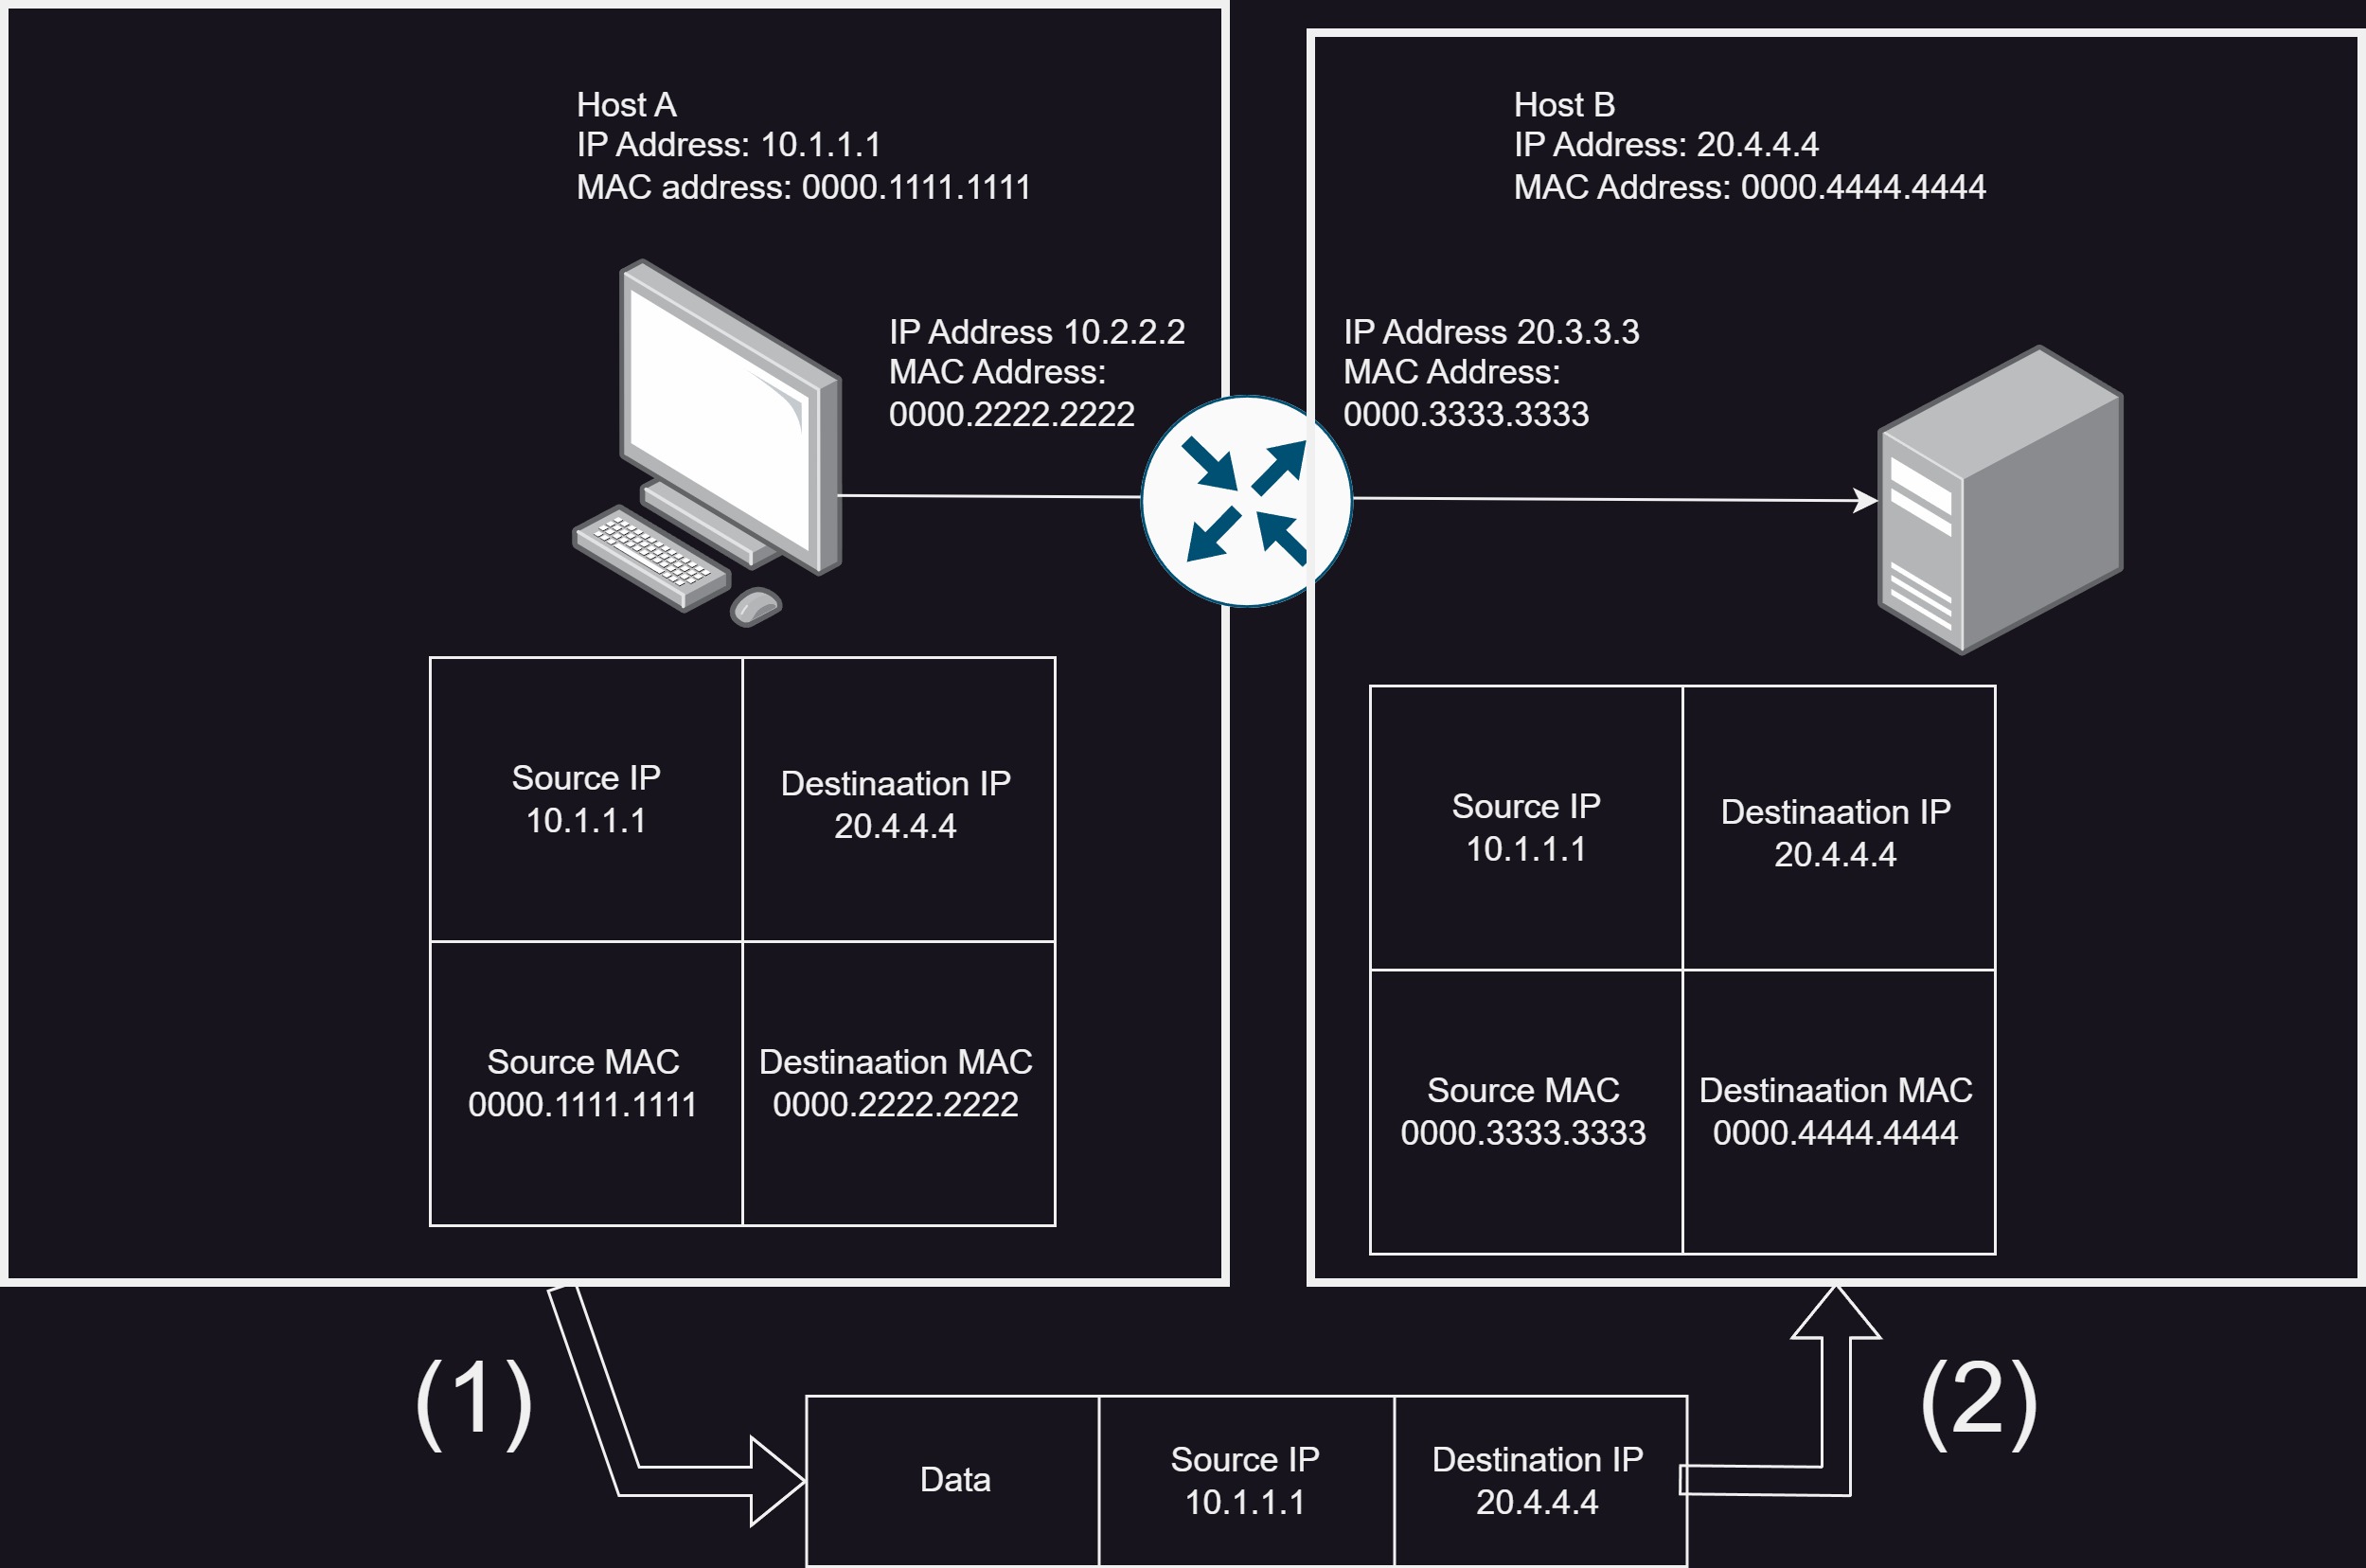 Host A
IP Address: 10.1.1.1
MAC address: 0000.1111.1111
Host B
IP Address: 20.4.4.4
MAC Address: 0000.4444.4444
IP Address 10.2.2.2
MAC Address:
0000.2222.2222
IP Address 20.3.3.3
MAC Address:
0000.3333.3333
Source IP
10.1.1.1
Destinaation IP
20.4.4.4
Source MAC
0000.1111.1111
Destinaation MAC
0000.2222.2222
Source IP
10.1.1.1
Destinaation IP
20.4.4.4
Source MAC
0000.3333.3333
Destinaation MAC
0000.4444.4444
(1)
Data
Source IP
10.1.1.1
Destination IP
20.4.4.4
(2)